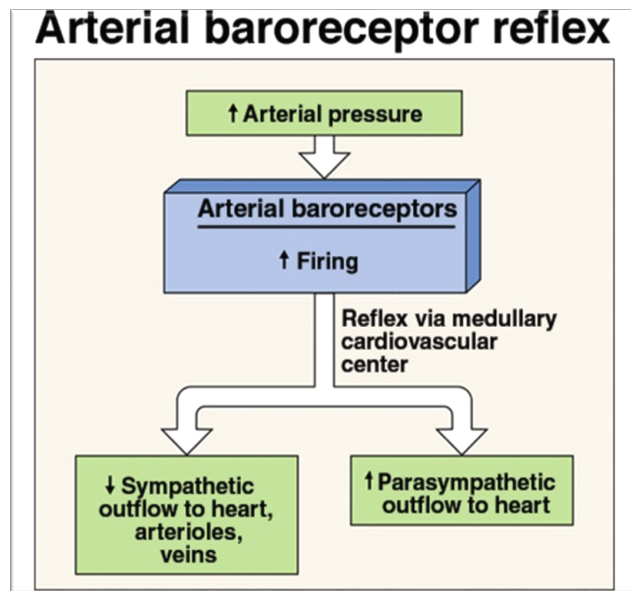 Arterial baroreceptor reflex
↑ Arterial pressure
Arterial baroreceptors
↑ Firing
Reflex via medullary
cardiovascular
center
↓ Sympathetic
outflow to heart,
arterioles,
veins
↑ Parasympathetic
outflow to heart